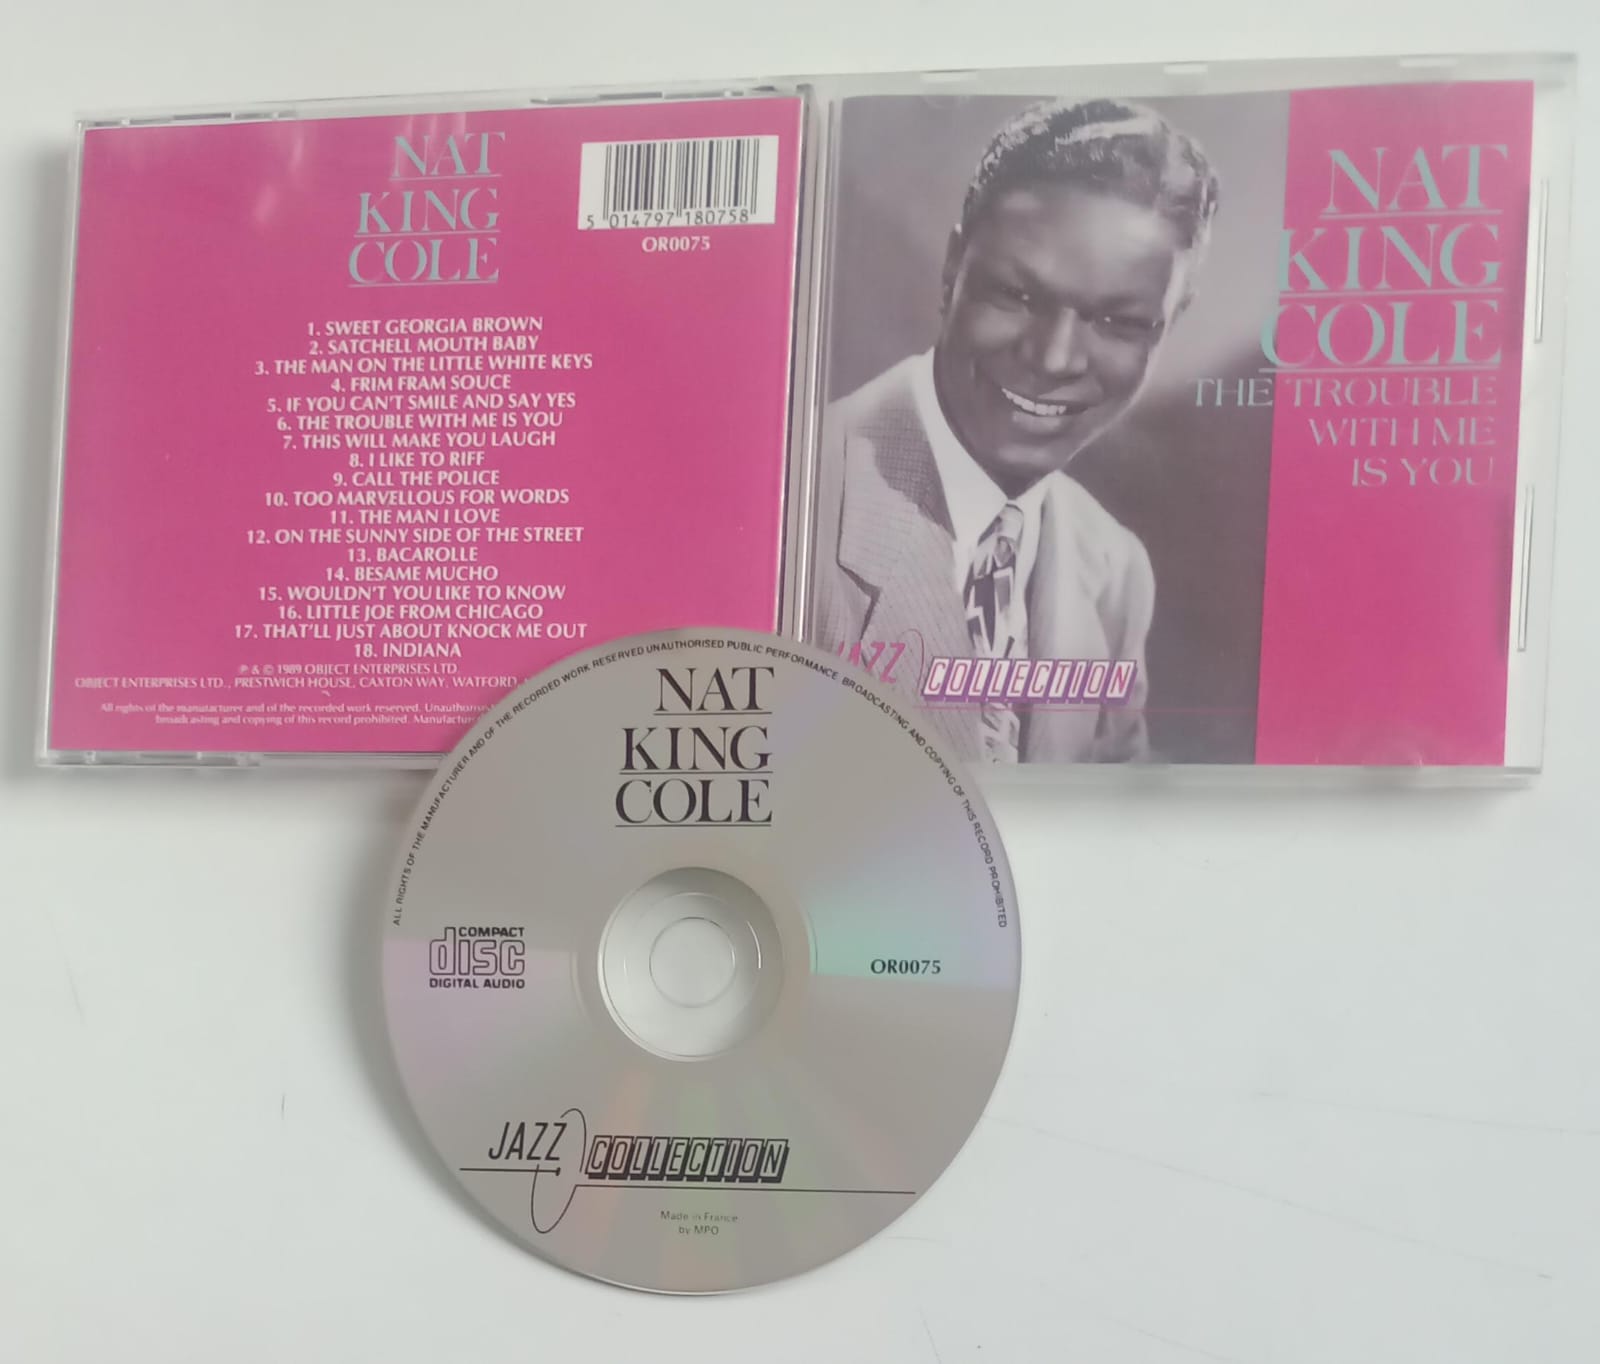 NAT
KING
COLE
5 014797 180758
OR0075
1. SWEET GEORGIA BROWN
2. SATCHELL MOUTH BABY
3. THE MAN ON THE LITTLE WHITE KEYS
4. FRIM FRAM SOUCE
5. IF YOU CAN'T SMILE AND SAY YES
6. THE TROUBLE WITH ME IS YOU
7. THIS WILL MAKE YOU LAUGH
8. I LIKE TO RIFF
9. CALL THE POLICE
10. TOO MARVELLOUS FOR WORDS
11. THE MAN I LOVE
12. ON THE SUNNY SIDE OF THE STREET
13. BACAROLLE
14. BESAME MUCHO
15. WOULDN'T YOU LIKE TO KNOW
16. LITTLE JOE FROM CHICAGO
17. THAT'LL JUST ABOUT KNOCK ME OUT
18. INDIANA
℗ & © 1989 OBJECT ENTERPRISES LTD.
OBJECT ENTERPRISES LTD., PRESTWICH HOUSE, CAXTON WAY, WATFORD,
All rights of the manufacturer and of the recorded work reserved.
broadcasting and copying of this record prohibited.
NAT
KING
COLE
THE TROUBLE
WITH ME
IS YOU
JAZZ COLLECTION
ALL RIGHTS OF THE MANUFACTURER AND OF THE RECORDED WORK RESERVED UNAUTHORISED PUBLIC PERFORMANCE BROADCASTING AND COPYING OF THIS RECORD PROHIBITED
NAT
KING
COLE
COMPACT
disc
DIGITAL AUDIO
OR0075
JAZZ COLLECTION
Made in France
by MPO